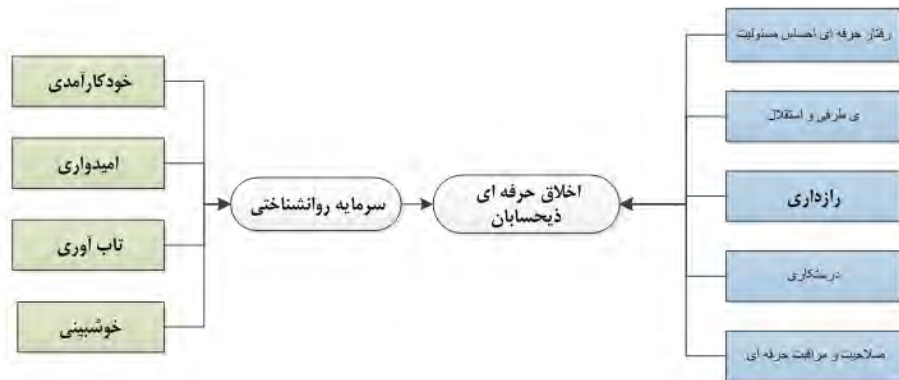 رفتار حرفه ای احساس مسئولیت
ی طرفی و استقلال
رازداری
درستکاری
صلاحیت و مراقبت حرفه ای
اخلاق حرفه ای
ذیحسابان
سرمایه روانشناختی
خودکارآمدی
امیدواری
تاب آوری
خوشبینی